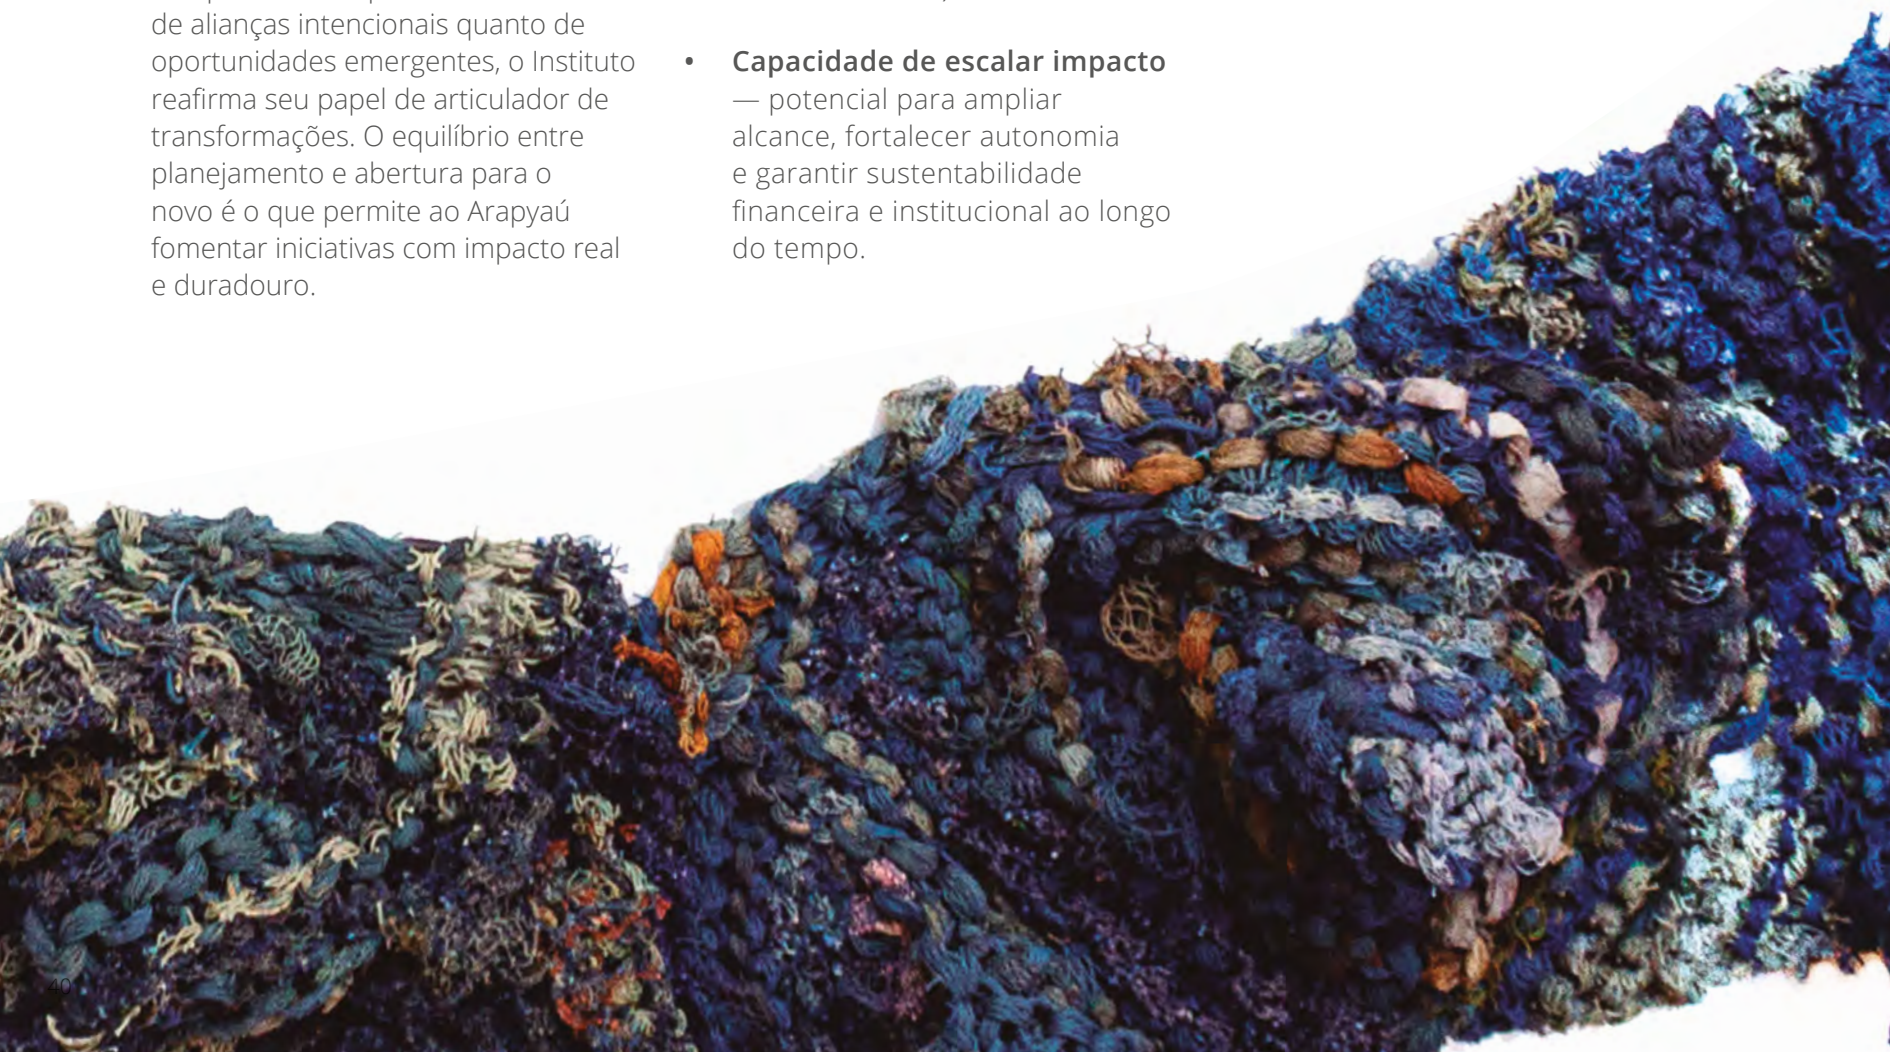 de alianças intencionais quanto de
oportunidades emergentes, o Instituto
reafirma seu papel de articulador de
transformações. O equilíbrio entre
planejamento e abertura para o
novo é o que permite ao Arapyaú
fomentar iniciativas com impacto real
e duradouro.
• Capacidade de escalar impacto
— potencial para ampliar
alcance, fortalecer autonomia
e garantir sustentabilidade
financeira e institucional ao longo
do tempo.
40